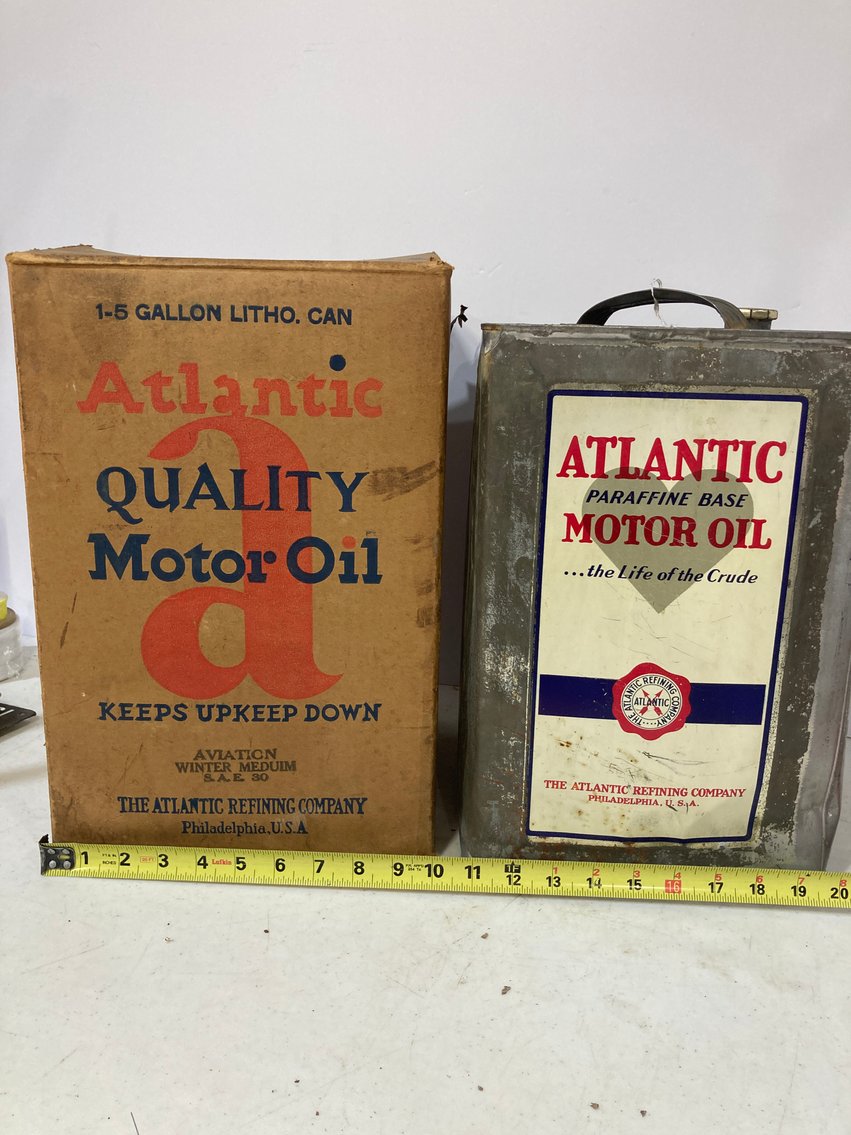 1-5 GALLON LITHO. CAN
Atlantic
a
QUALITY
Motor Oil
KEEPS UPKEEP DOWN
AVIATION
WINTER MEDUIM
S.A.E. 30
THE ATLANTIC REFINING COMPANY
Philadelphia, U.S.A
ATLANTIC
PARAFFINE BASE
MOTOR OIL
...the Life of the Crude
THE ATLANTIC REFINING COMPANY
ATLANTIC
THE ATLANTIC REFINING COMPANY
PHILADELPHIA, U.S.A.
1 2 3 4 Lufkin 5 6 7 8 9 10 11 1F 12 13 14 15 16 17 18 19 20